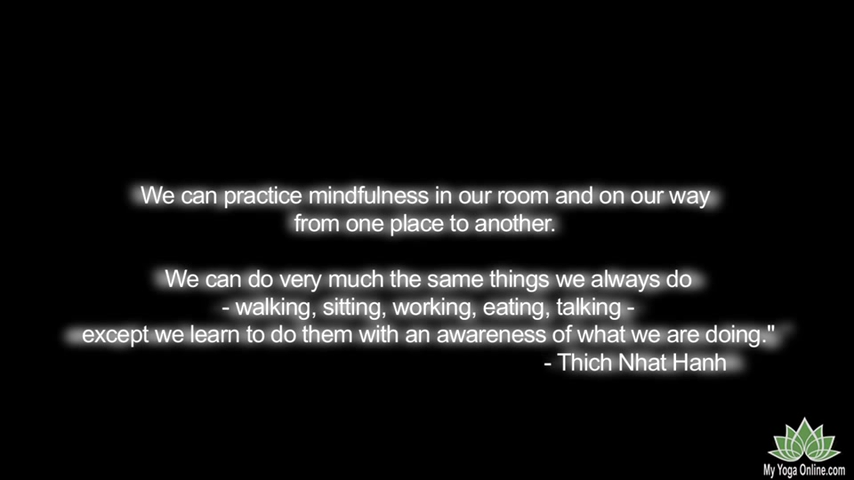 We can practice mindfulness in our room and on our way
from one place to another.
We can do very much the same things we always do
- walking, sitting, working, eating, talking -
except we learn to do them with an awareness of what we are doing."
- Thich Nhat Hanh
My Yoga Online.com